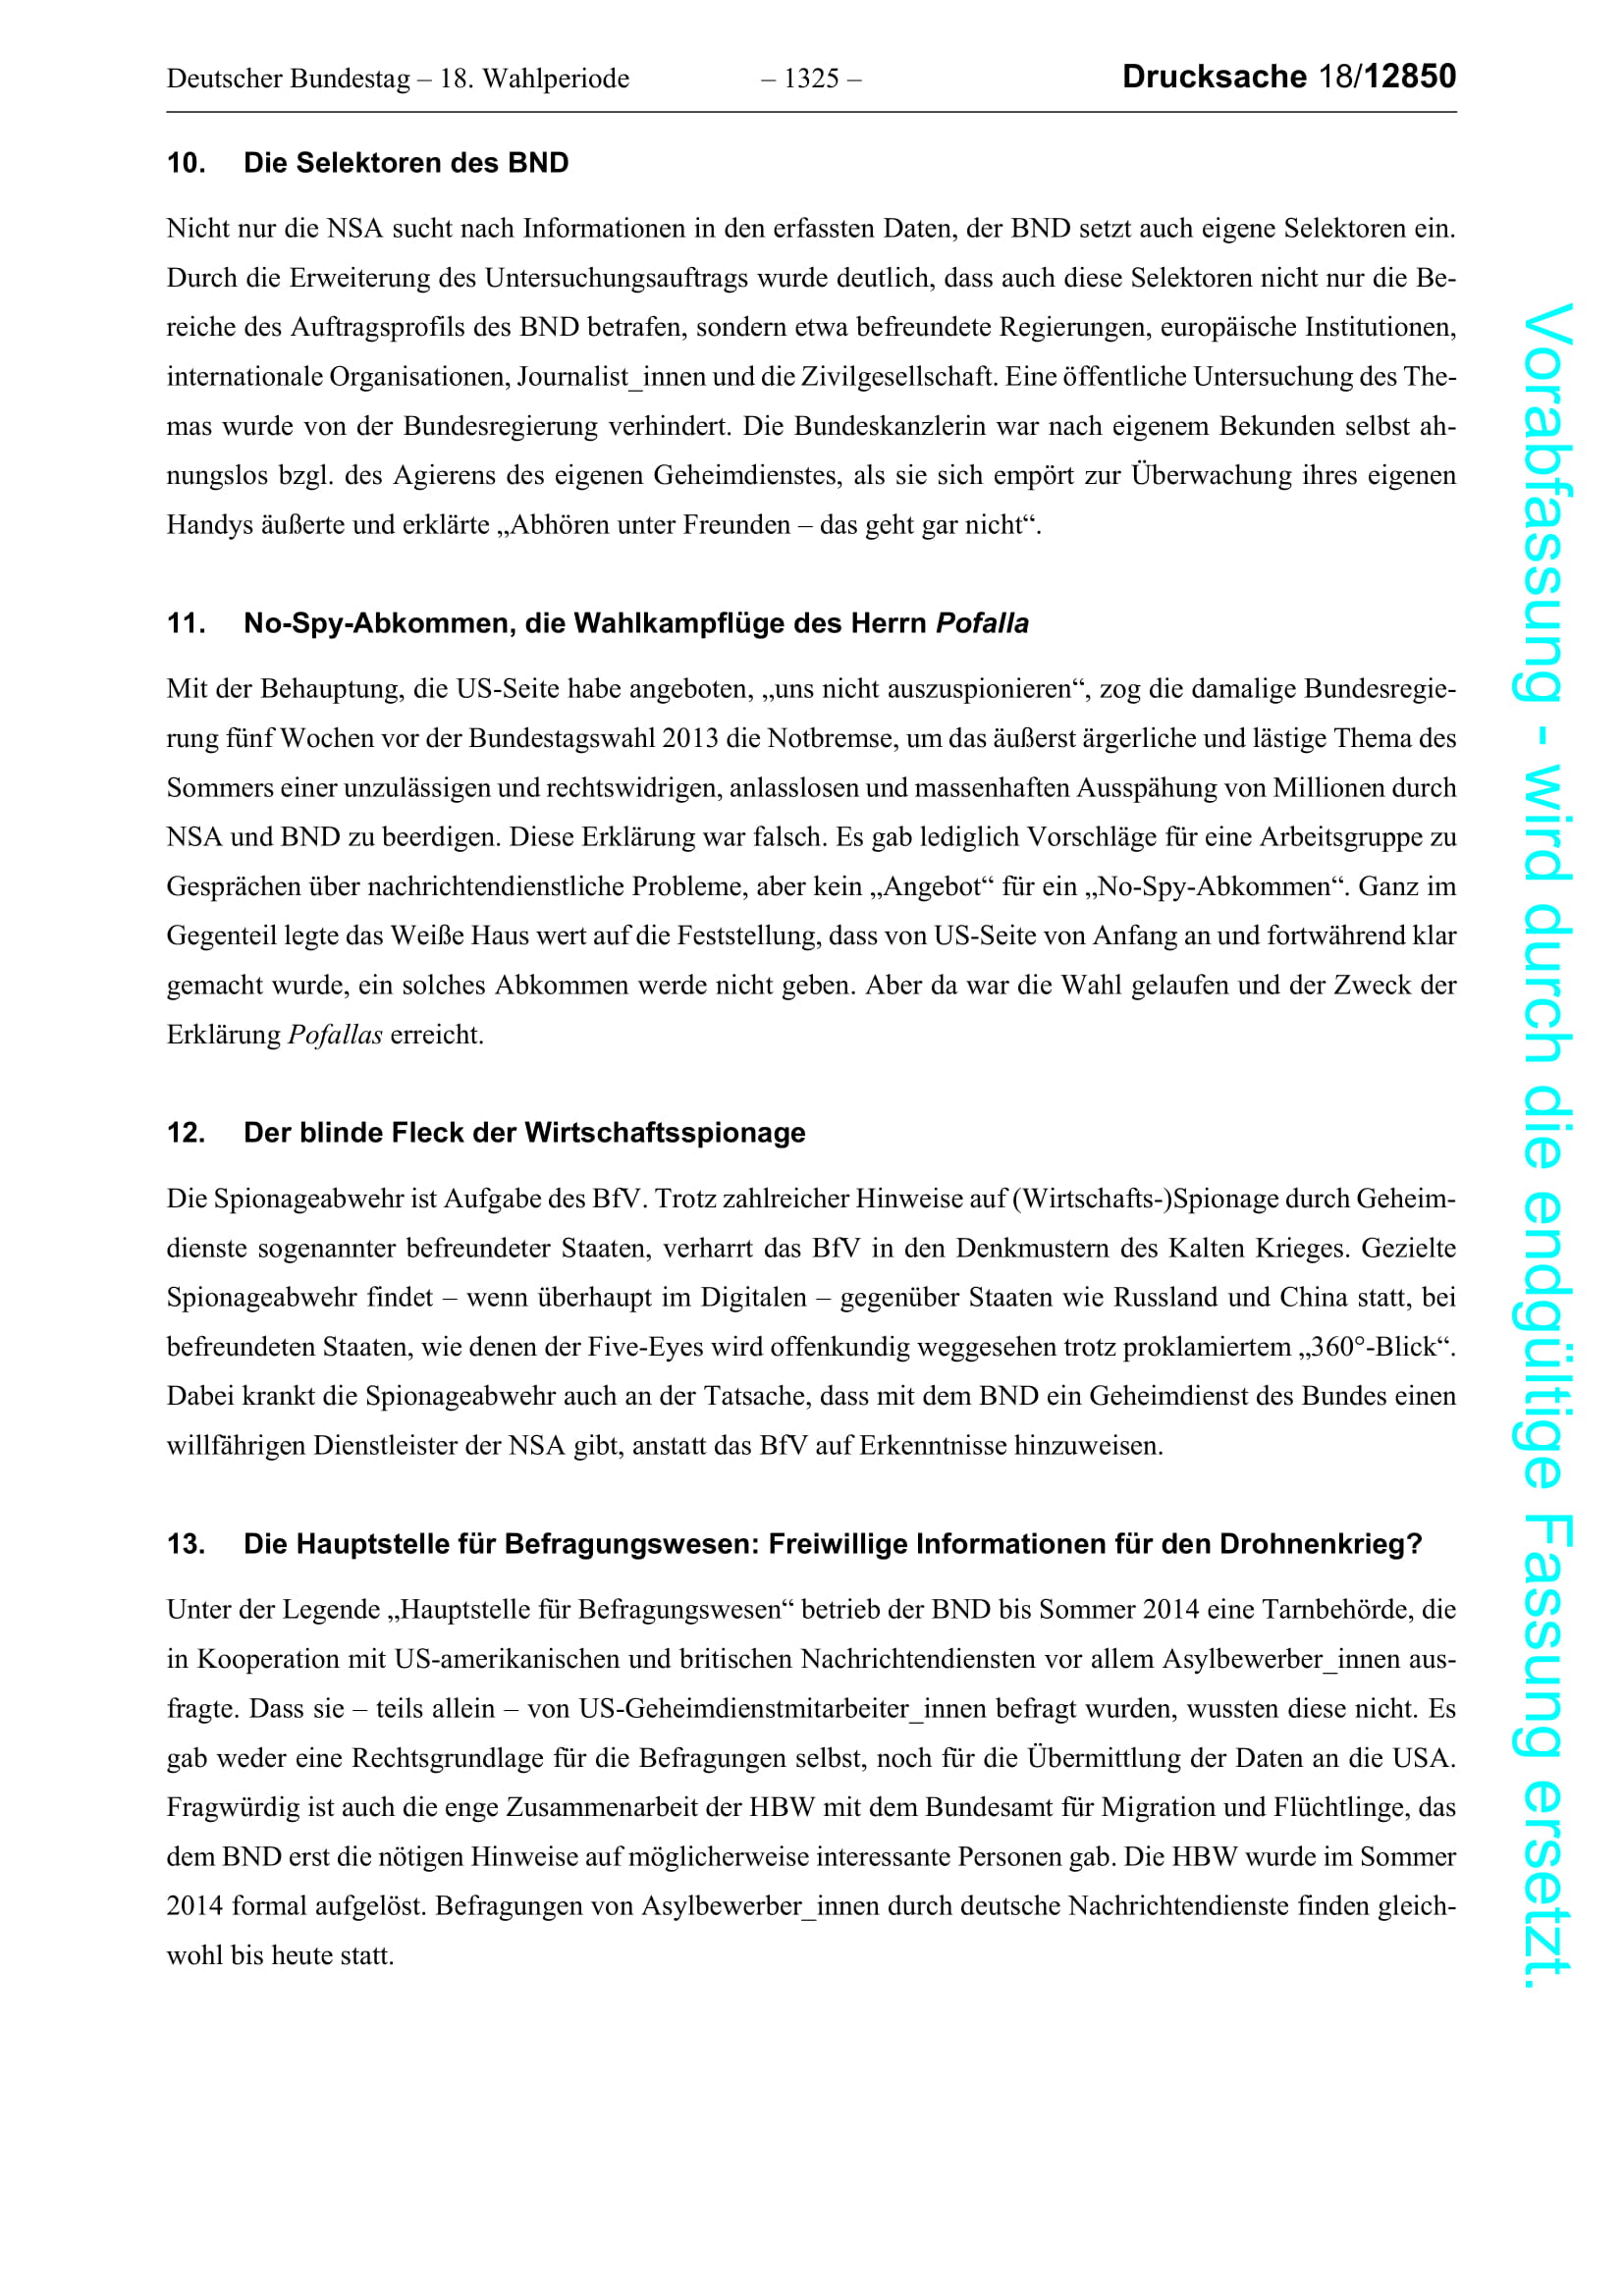 Deutscher Bundestag – 18. Wahlperiode – 1325 – Drucksache 18/12850
10. Die Selektoren des BND
Nicht nur die NSA sucht nach Informationen in den erfassten Daten, der BND setzt auch eigene Selektoren ein.
Durch die Erweiterung des Untersuchungsauftrags wurde deutlich, dass auch diese Selektoren nicht nur die Be-
reiche des Auftragsprofils des BND betrafen, sondern etwa befreundete Regierungen, europäische Institutionen,
internationale Organisationen, Journalist_innen und die Zivilgesellschaft. Eine öffentliche Untersuchung des The-
mas wurde von der Bundesregierung verhindert. Die Bundeskanzlerin war nach eigenem Bekunden selbst ah-
nungslos bzgl. des Agierens des eigenen Geheimdienstes, als sie sich empört zur Überwachung ihres eigenen
Handys äußerte und erklärte „Abhören unter Freunden – das geht gar nicht“.
11. No-Spy-Abkommen, die Wahlkampflüge des Herrn Pofalla
Mit der Behauptung, die US-Seite habe angeboten, „uns nicht auszuspionieren“, zog die damalige Bundesregie-
rung fünf Wochen vor der Bundestagswahl 2013 die Notbremse, um das äußerst ärgerliche und lästige Thema des
Sommers einer unzulässigen und rechtswidrigen, anlasslosen und massenhaften Ausspähung von Millionen durch
NSA und BND zu beerdigen. Diese Erklärung war falsch. Es gab lediglich Vorschläge für eine Arbeitsgruppe zu
Gesprächen über nachrichtendienstliche Probleme, aber kein „Angebot“ für ein „No-Spy-Abkommen“. Ganz im
Gegenteil legte das Weiße Haus wert auf die Feststellung, dass von US-Seite von Anfang an und fortwährend klar
gemacht wurde, ein solches Abkommen werde nicht geben. Aber da war die Wahl gelaufen und der Zweck der
Erklärung Pofallas erreicht.
12. Der blinde Fleck der Wirtschaftsspionage
Die Spionageabwehr ist Aufgabe des BfV. Trotz zahlreicher Hinweise auf (Wirtschafts-)Spionage durch Geheim-
dienste sogenannter befreundeter Staaten, verharrt das BfV in den Denkmustern des Kalten Krieges. Gezielte
Spionageabwehr findet – wenn überhaupt im Digitalen – gegenüber Staaten wie Russland und China statt, bei
befreundeten Staaten, wie denen der Five-Eyes wird offenkundig weggesehen trotz proklamiertem „360°-Blick“.
Dabei krankt die Spionageabwehr auch an der Tatsache, dass mit dem BND ein Geheimdienst des Bundes einen
willfährigen Dienstleister der NSA gibt, anstatt das BfV auf Erkenntnisse hinzuweisen.
13. Die Hauptstelle für Befragungswesen: Freiwillige Informationen für den Drohnenkrieg?
Unter der Legende „Hauptstelle für Befragungswesen“ betrieb der BND bis Sommer 2014 eine Tarnbehörde, die
in Kooperation mit US-amerikanischen und britischen Nachrichtendiensten vor allem Asylbewerber_innen aus-
fragte. Dass sie – teils allein – von US-Geheimdienstmitarbeiter_innen befragt wurden, wussten diese nicht. Es
gab weder eine Rechtsgrundlage für die Befragungen selbst, noch für die Übermittlung der Daten an die USA.
Fragwürdig ist auch die enge Zusammenarbeit der HBW mit dem Bundesamt für Migration und Flüchtlinge, das
dem BND erst die nötigen Hinweise auf möglicherweise interessante Personen gab. Die HBW wurde im Sommer
2014 formal aufgelöst. Befragungen von Asylbewerber_innen durch deutsche Nachrichtendienste finden gleich-
wohl bis heute statt.
Vorabfassung - wird durch die endgültige Fassung ersetzt.